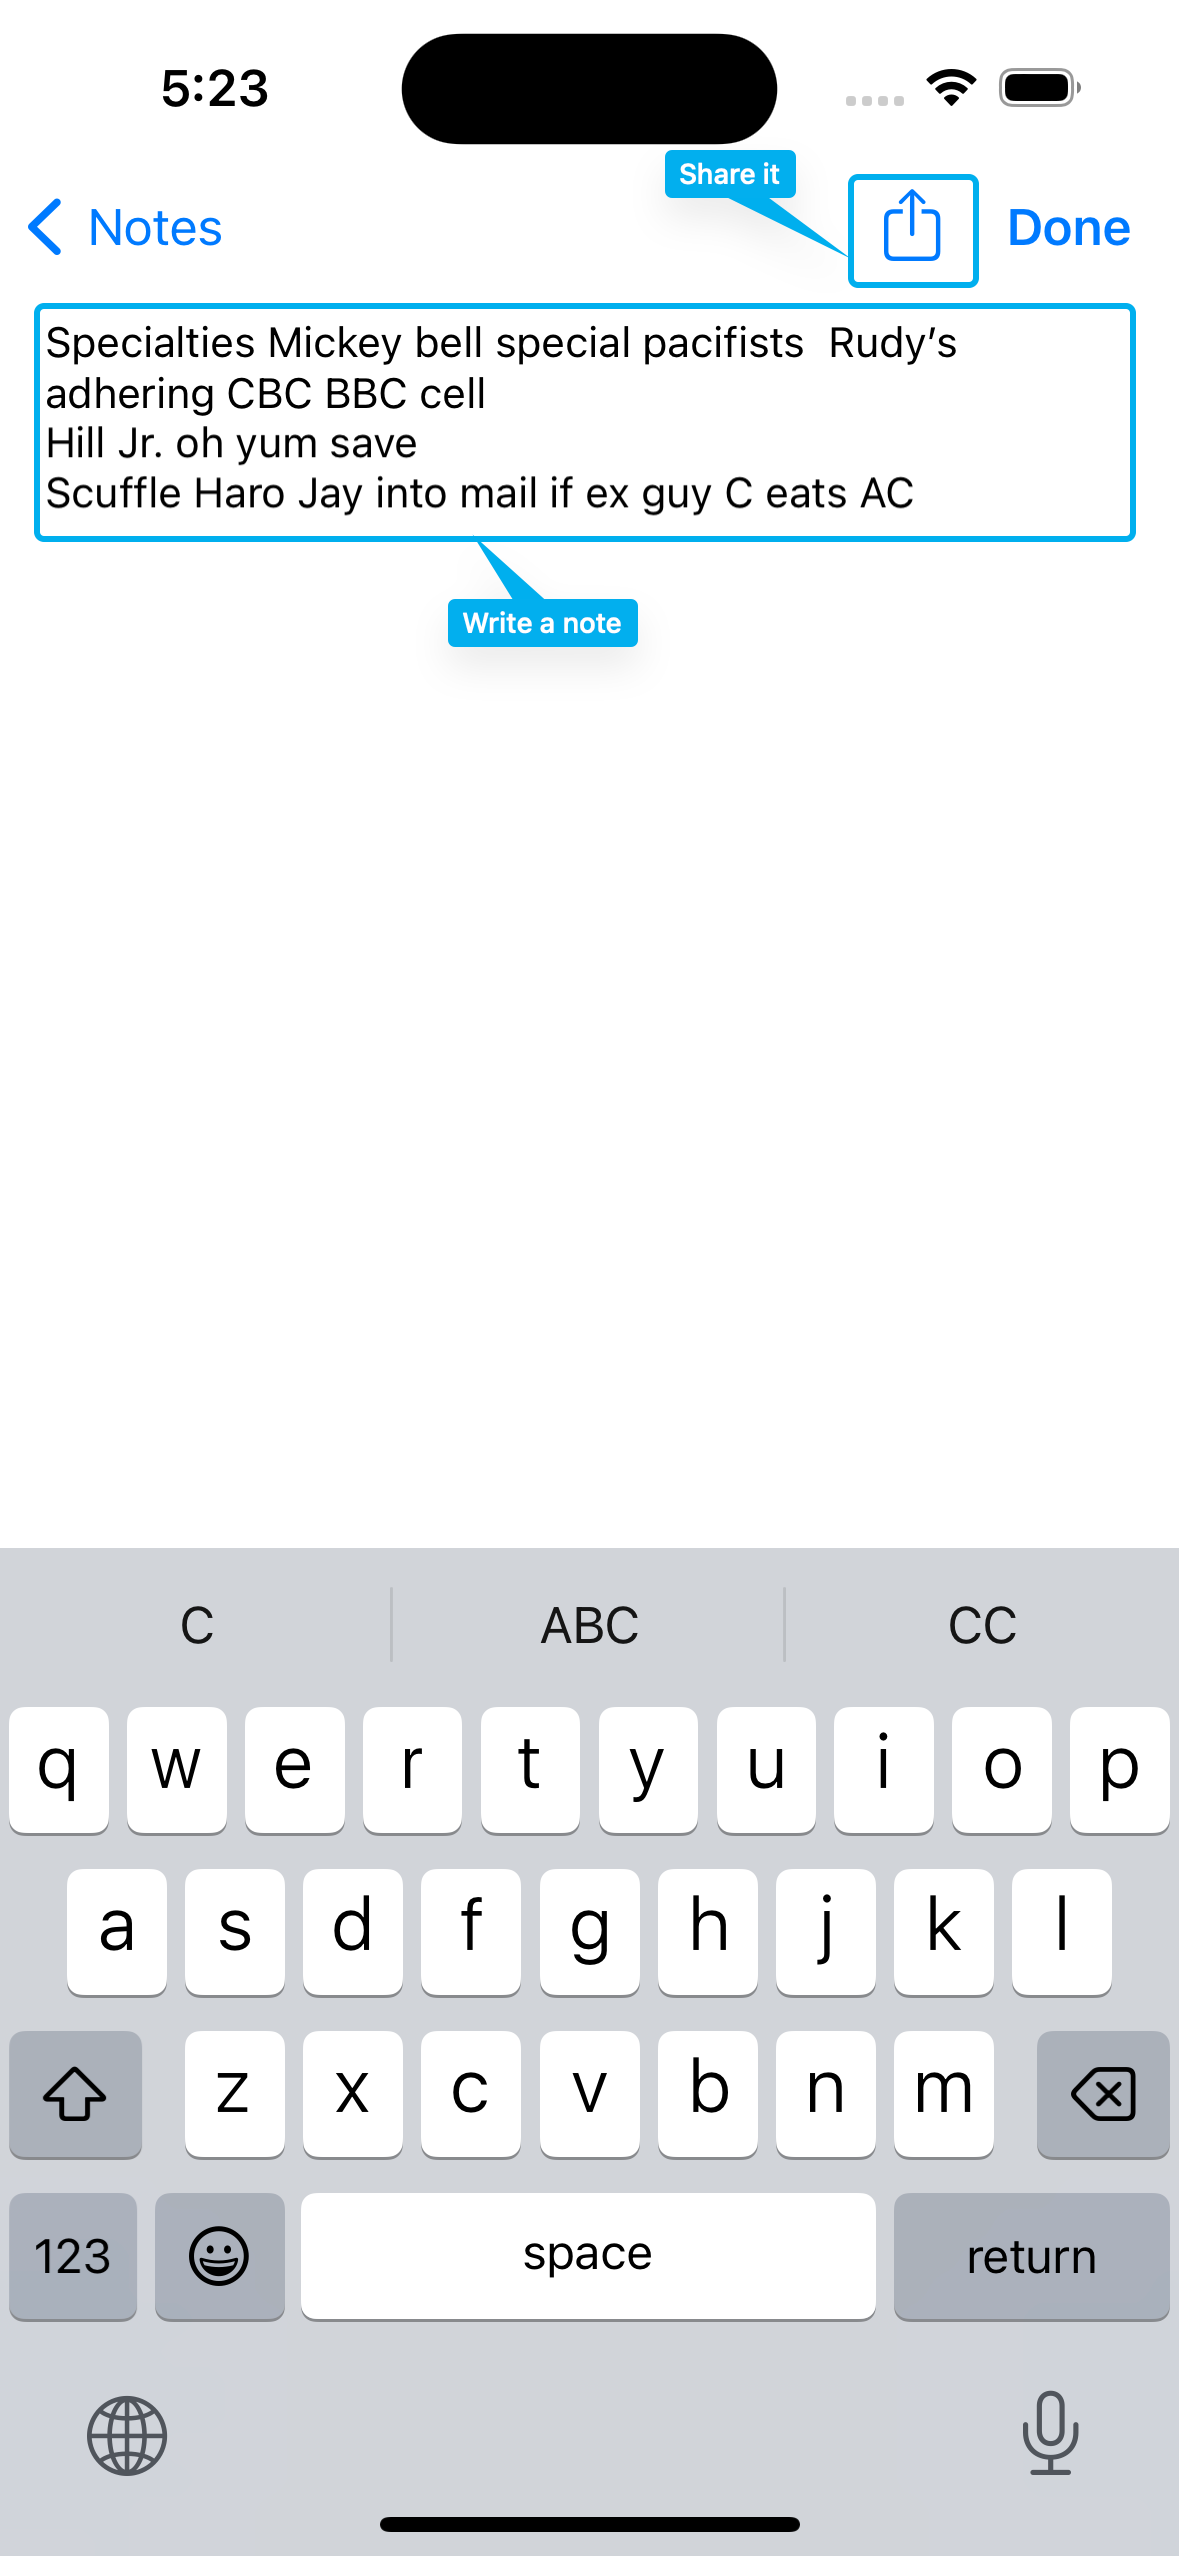 5:23
Share it
Notes
Done
Specialties Mickey bell special pacifists  Rudy’s
adhering CBC BBC cell
Hill Jr. oh yum save
Scuffle Haro Jay into mail if ex guy C eats AC
Write a note
C ABC CC
q w e r t y u i o p
a s d f g h j k l
z x c v b n m
123 space return